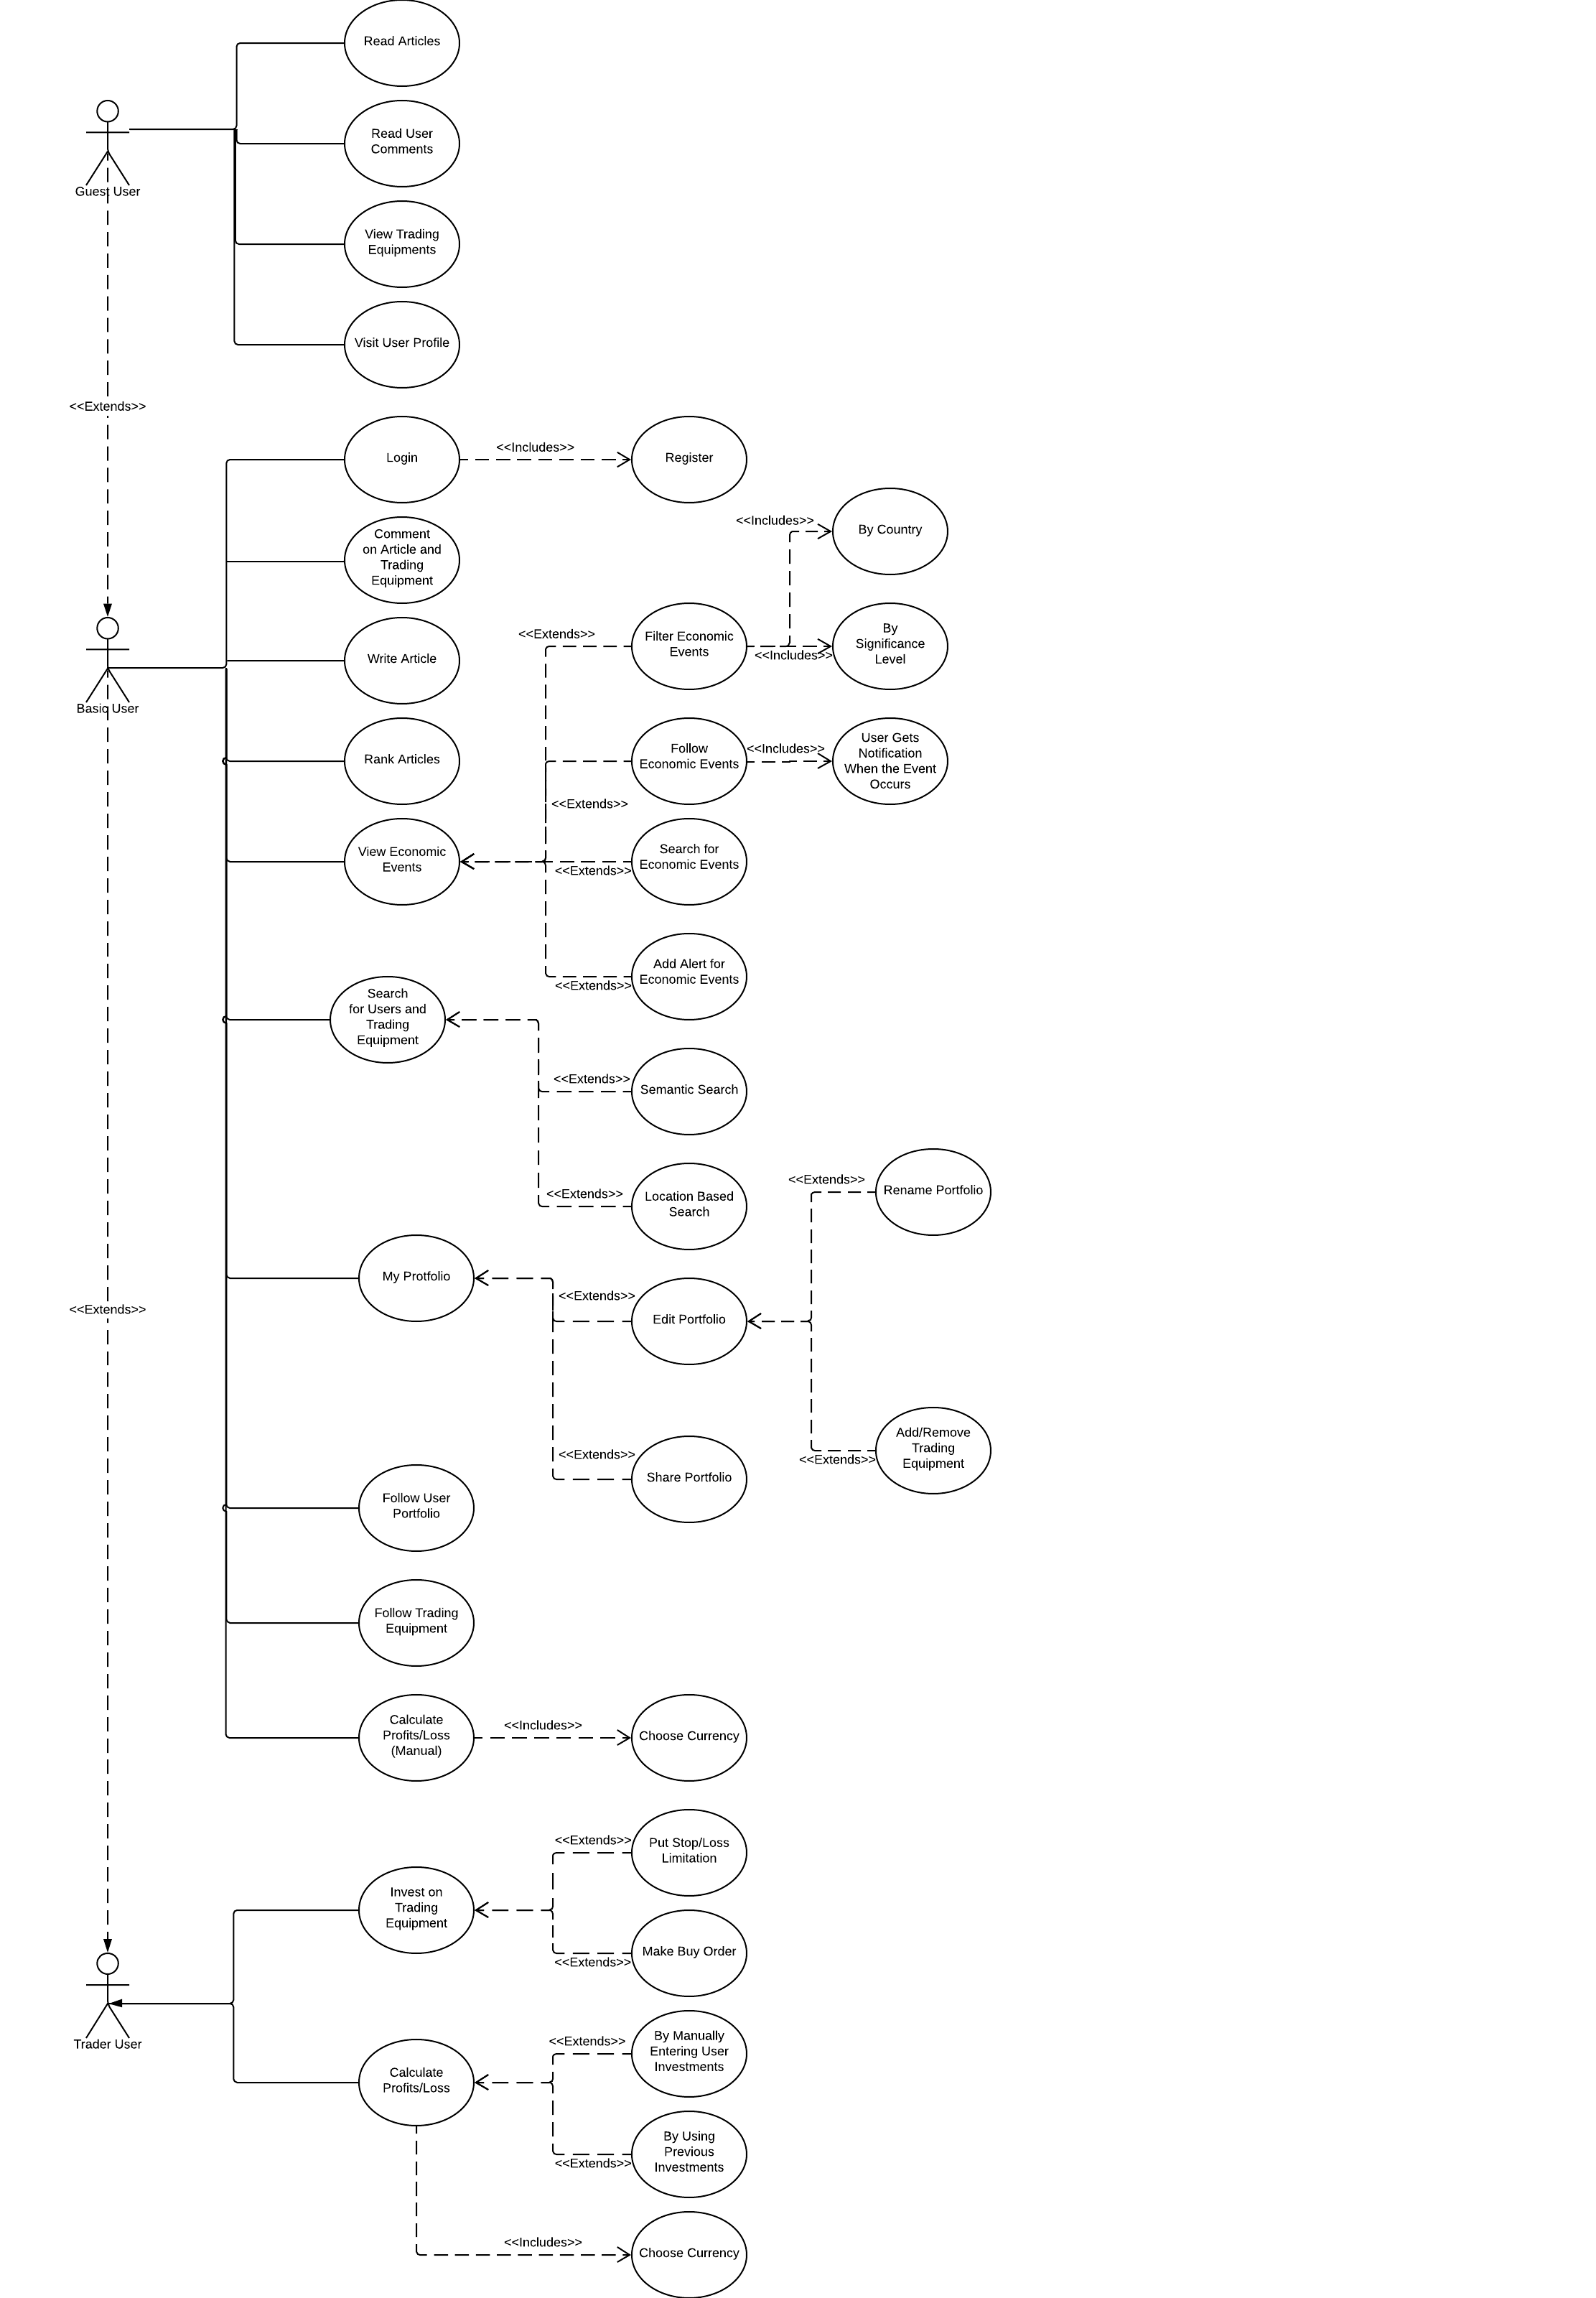 Read Articles
Read User
Comments
Guest User
View Trading
Equipments
Visit User Profile
<<Extends>>
Login
<<Includes>>
Register
<<Includes>>
By Country
Comment
on Article and
Trading
Equipment
Basic User
Write Article
<<Extends>>
Filter Economic
Events
<<Includes>>
By
Significance
Level
Rank Articles
Follow
Economic Events
<<Includes>>
User Gets
Notification
When the Event
Occurs
<<Extends>>
View Economic
Events
Search for
Economic Events
<<Extends>>
Add Alert for
Economic Events
<<Extends>>
Search
for Users and
Trading
Equipment
<<Extends>>
Semantic Search
<<Extends>>
Location Based
Search
<<Extends>>
Rename Portfolio
My Protfolio
<<Extends>>
<<Extends>>
Edit Portfolio
Add/Remove
Trading
Equipment
<<Extends>>
<<Extends>>
Share Portfolio
Follow User
Portfolio
Follow Trading
Equipment
Calculate
Profits/Loss
(Manual)
<<Includes>>
Choose Currency
<<Extends>>
Put Stop/Loss
Limitation
Invest on
Trading
Equipment
Make Buy Order
<<Extends>>
Trader User
<<Extends>>
By Manually
Entering User
Investments
Calculate
Profits/Loss
By Using
Previous
Investments
<<Extends>>
<<Includes>>
Choose Currency